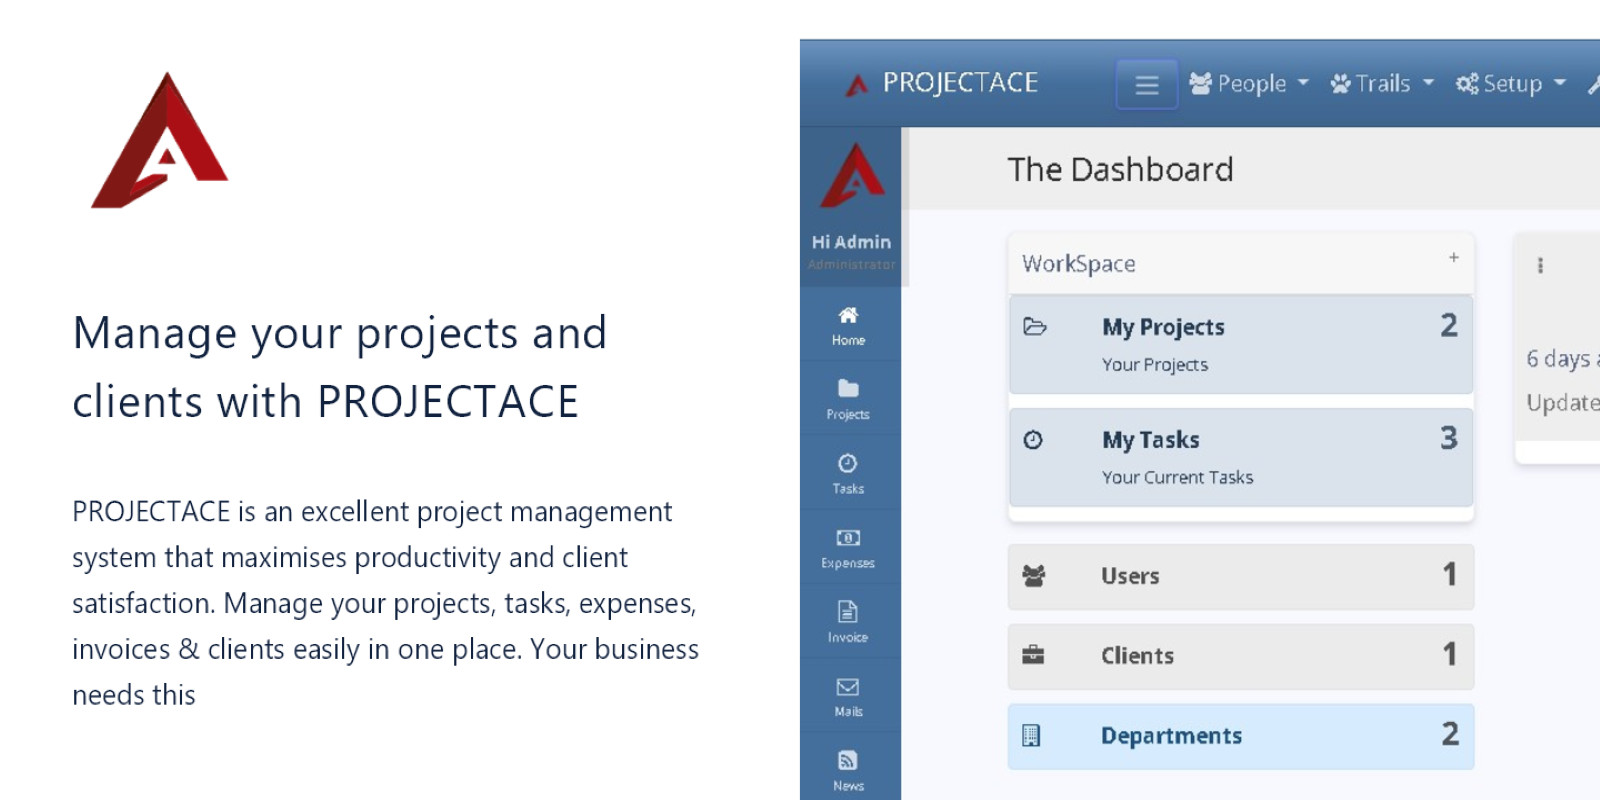 Manage your projects and
clients with PROJECTACE
PROJECTACE is an excellent project management
system that maximises productivity and client
satisfaction. Manage your projects, tasks, expenses,
invoices & clients easily in one place. Your business
needs this
PROJECTACE
People
Trails
Setup
Hi Admin
Administrator
Home
Projects
Tasks
Expenses
Invoice
Mails
News
The Dashboard
WorkSpace +
My Projects 2
Your Projects
My Tasks 3
Your Current Tasks
Users 1
Clients 1
Departments 2
6 days a
Update